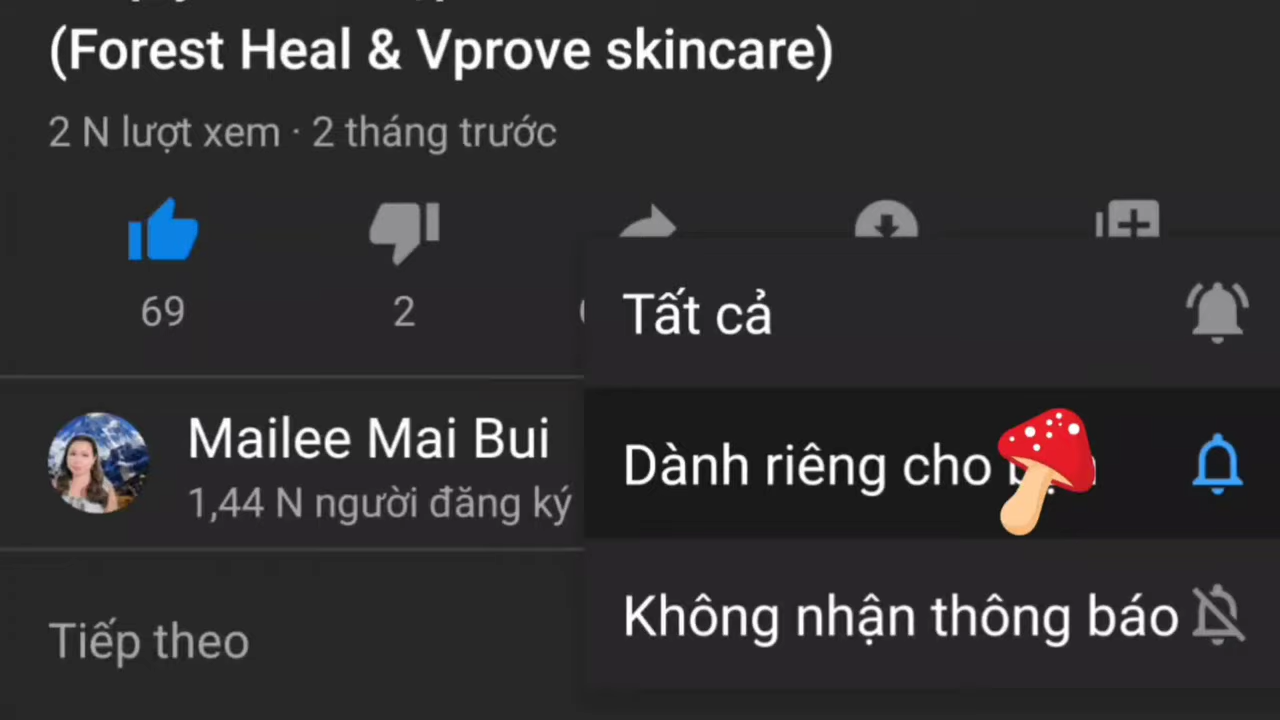 (Forest Heal & Vprove skincare)
2 N lượt xem · 2 tháng trước
69
2
Tất cả
Mailee Mai Bui
1,44 N người đăng ký
Dành riêng cho
Không nhận thông báo
Tiếp theo